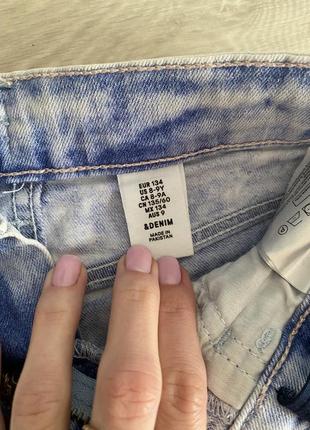 EUR 134
US 8-9Y
CA 8-9A
CN 135/60
MX 134
AUS 9
&DENIM
MADE IN
PAKISTAN